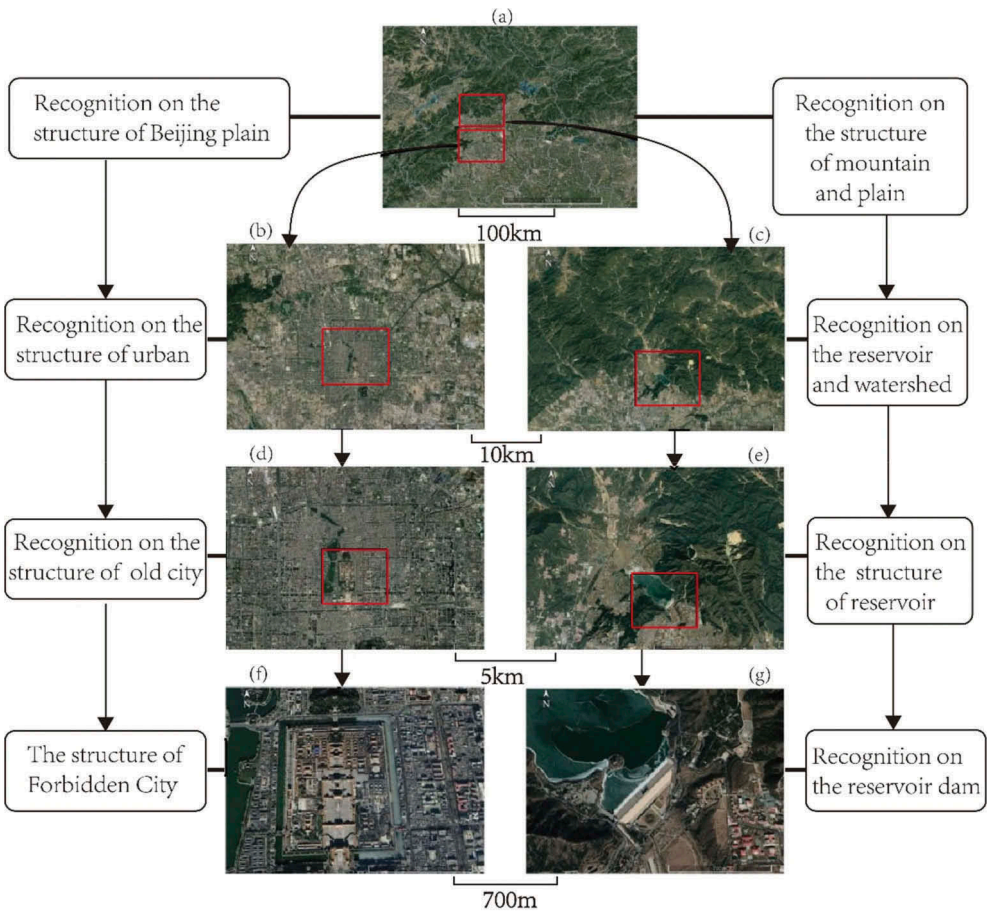 (a)
Recognition on the
structure of Beijing plain
Recognition on
the structure
of mountain
and plain
N
100km
(b)
(c)
N
N
Recognition on the
structure of urban
Recognition on
the reservoir
and watershed
10km
(d)
(e)
N
N
Recognition on the
structure of old city
Recognition on
the structure
of reservoir
5km
(f)
(g)
N
N
The structure of
Forbidden City
Recognition on
the reservoir dam
700m